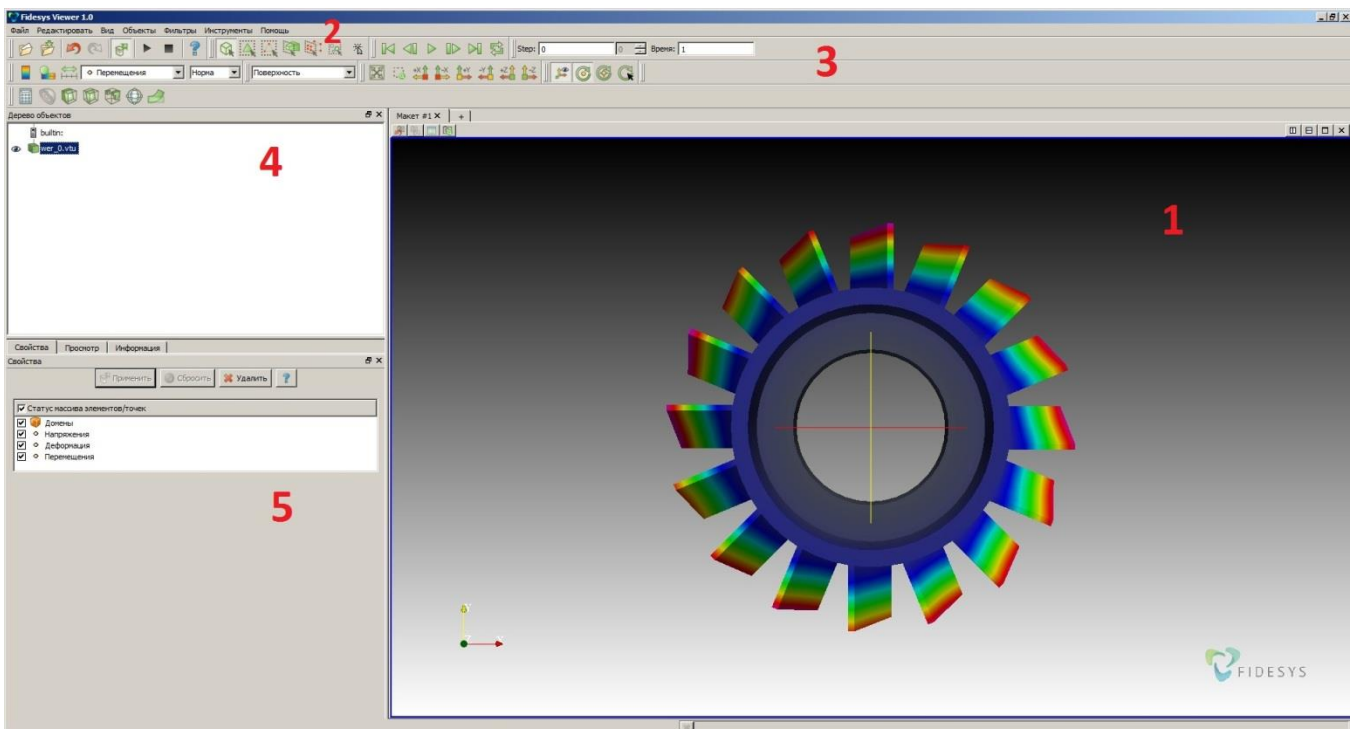 Fidesys Viewer 1.0
Файл Редактировать Вид Объекты Фильтры Инструменты Помощь
2
Step: 0 0 Время: 1
3
Перемещения Норма Поверхность
+X -X +Y -Y +Z -Z
Дерево объектов
builtin:
wer_0.vtu
4
Свойства Просмотр Информация
Свойства
Применить Сбросить Удалить ?
Статус массива элементов/точек
Домены
Напряжения
Деформация
Перемещения
5
Макет #1 X +
1
Y
X
FIDESYS